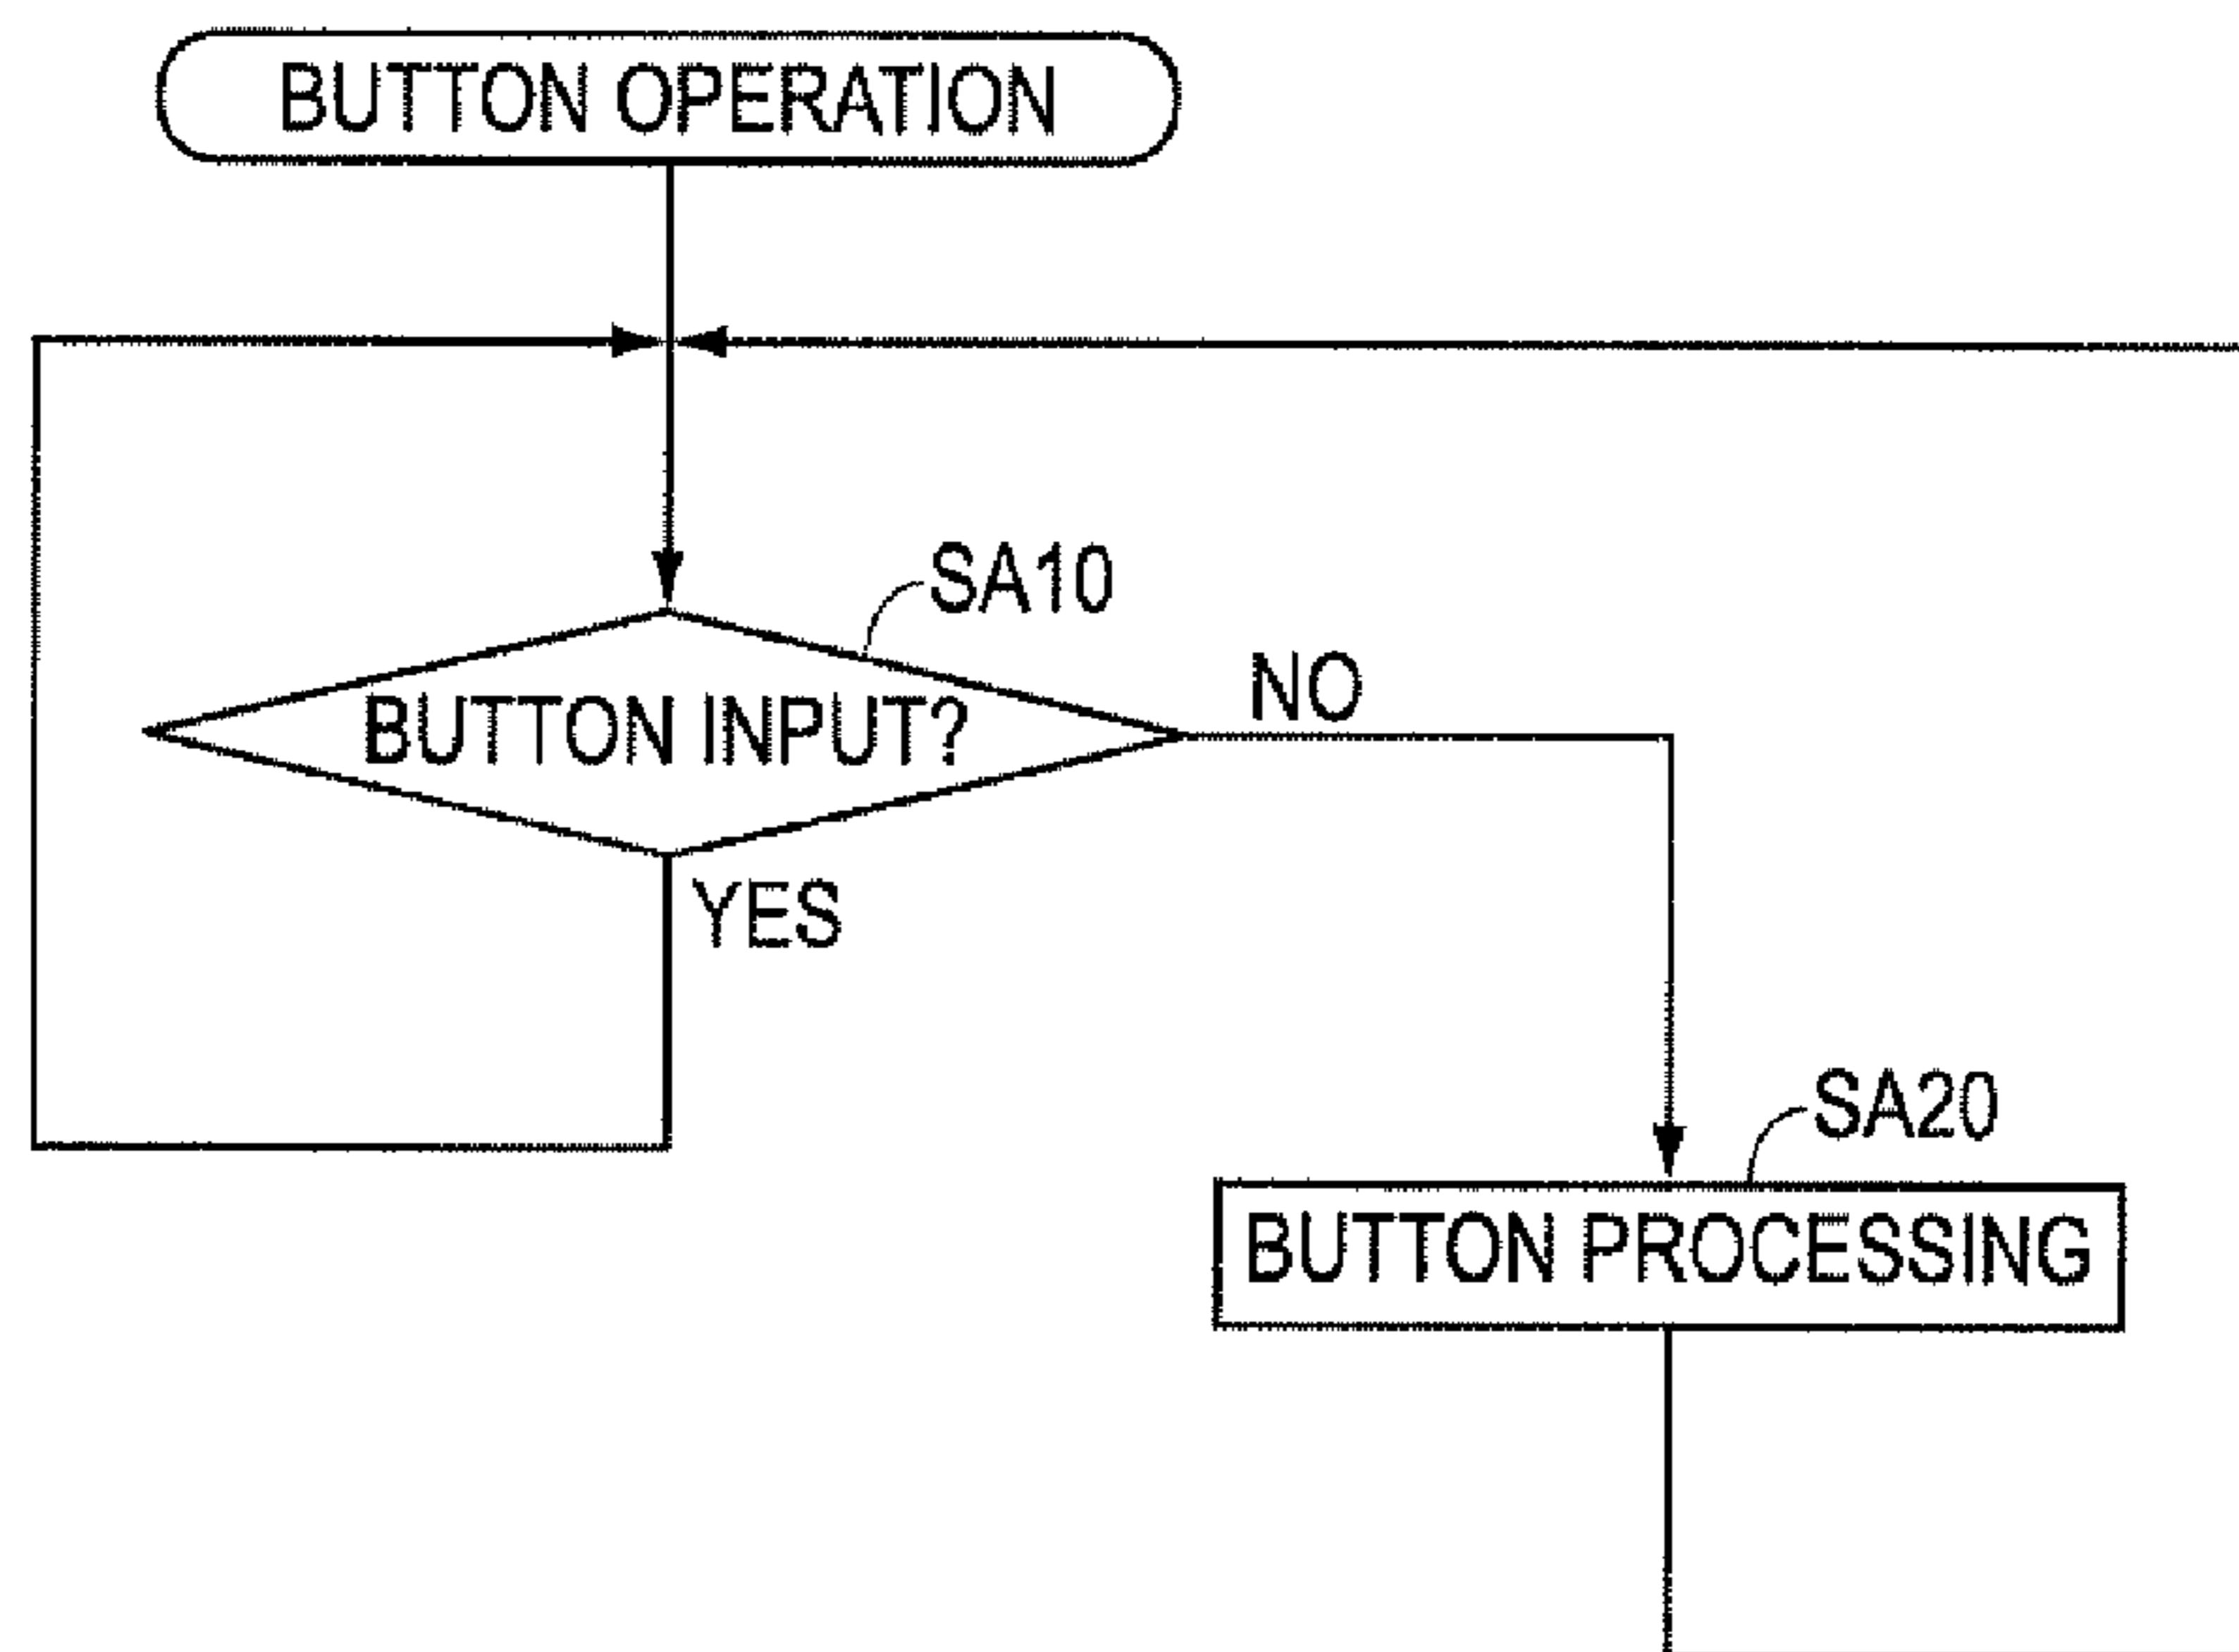 BUTTON OPERATION
SA10
BUTTON INPUT?
NO
YES
SA20
BUTTON PROCESSING